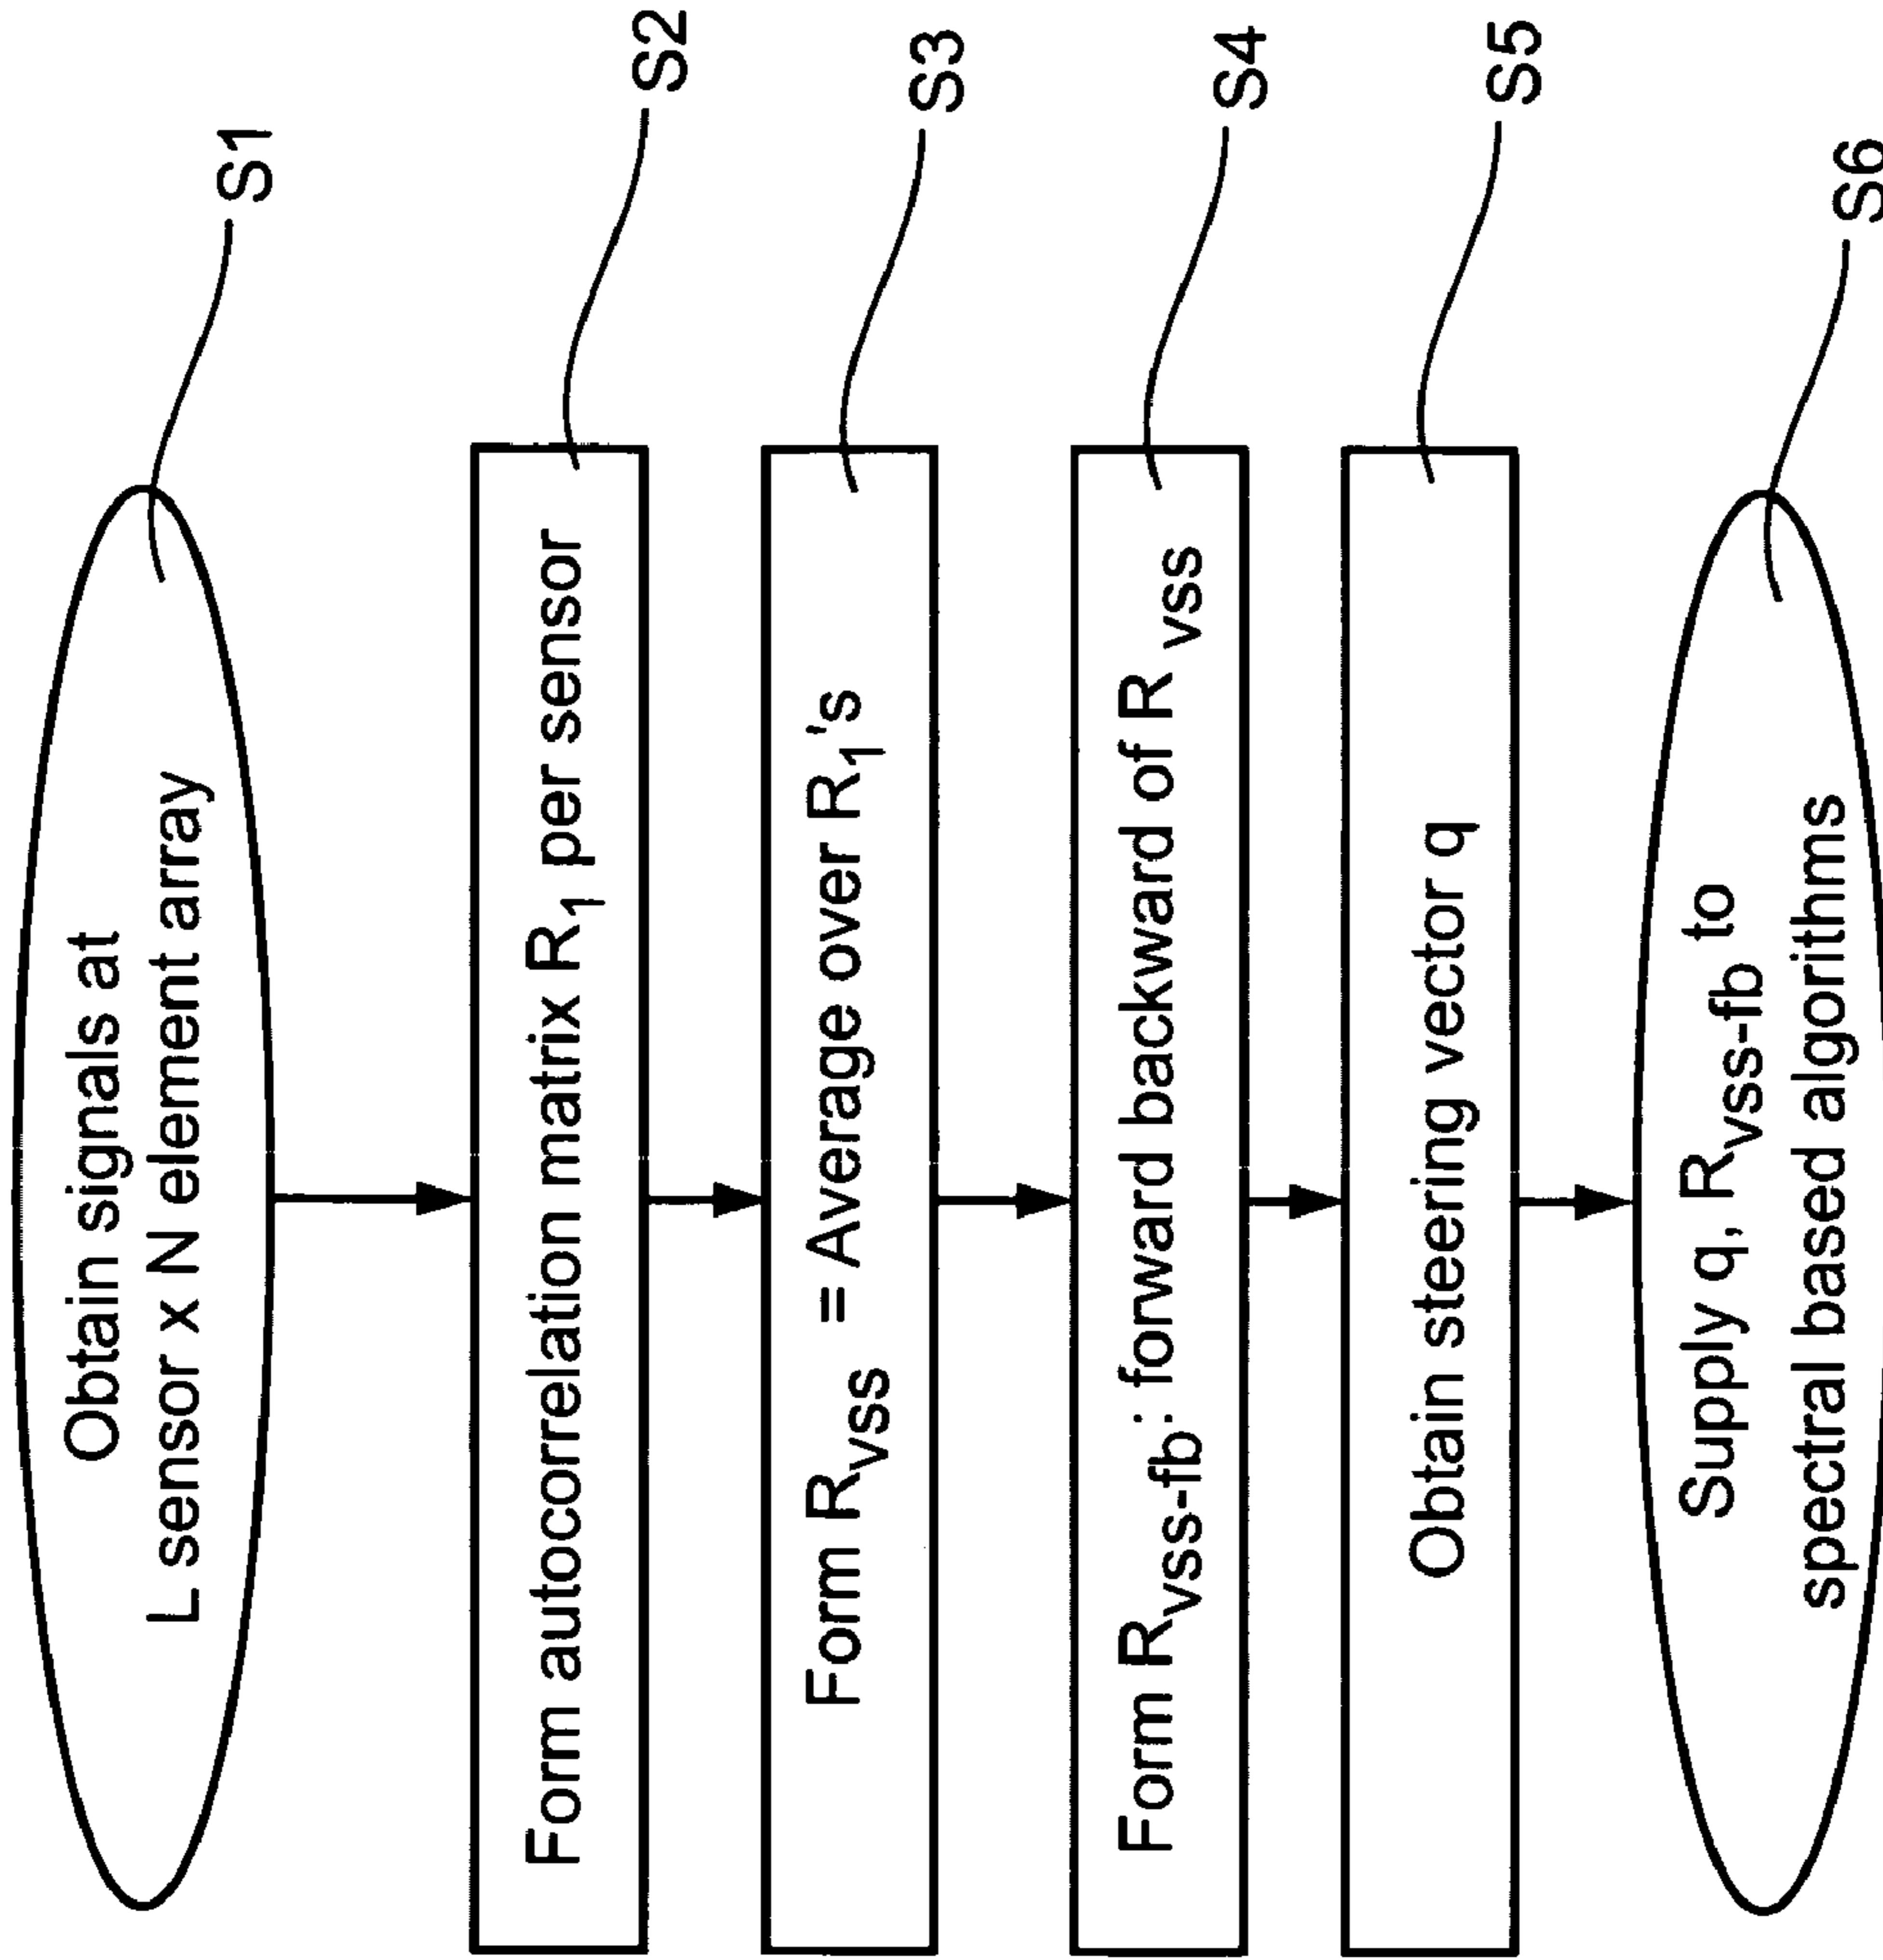 Obtain signals at
L sensor x N element array
S1
Form autocorrelation matrix R₁ per sensor
S2
Form Rvss = Average over R₁'s
S3
Form Rvss-fb: forward backward of R vss
S4
Obtain steering vector q
S5
Supply q, Rvss-fb to
spectral based algorithms
S6